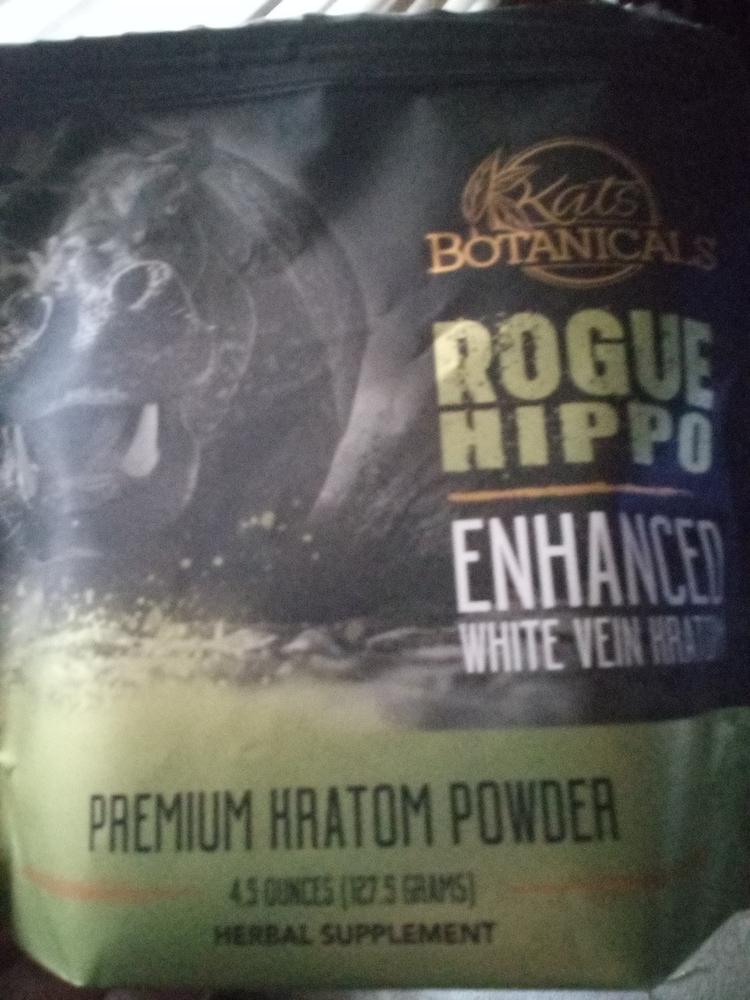 Kats
BOTANICALS
ROGUE
HIPPO
ENHANCED
WHITE VEIN KRATOM
PREMIUM KRATOM POWDER
4.5 OUNCES (127.5 GRAMS)
HERBAL SUPPLEMENT